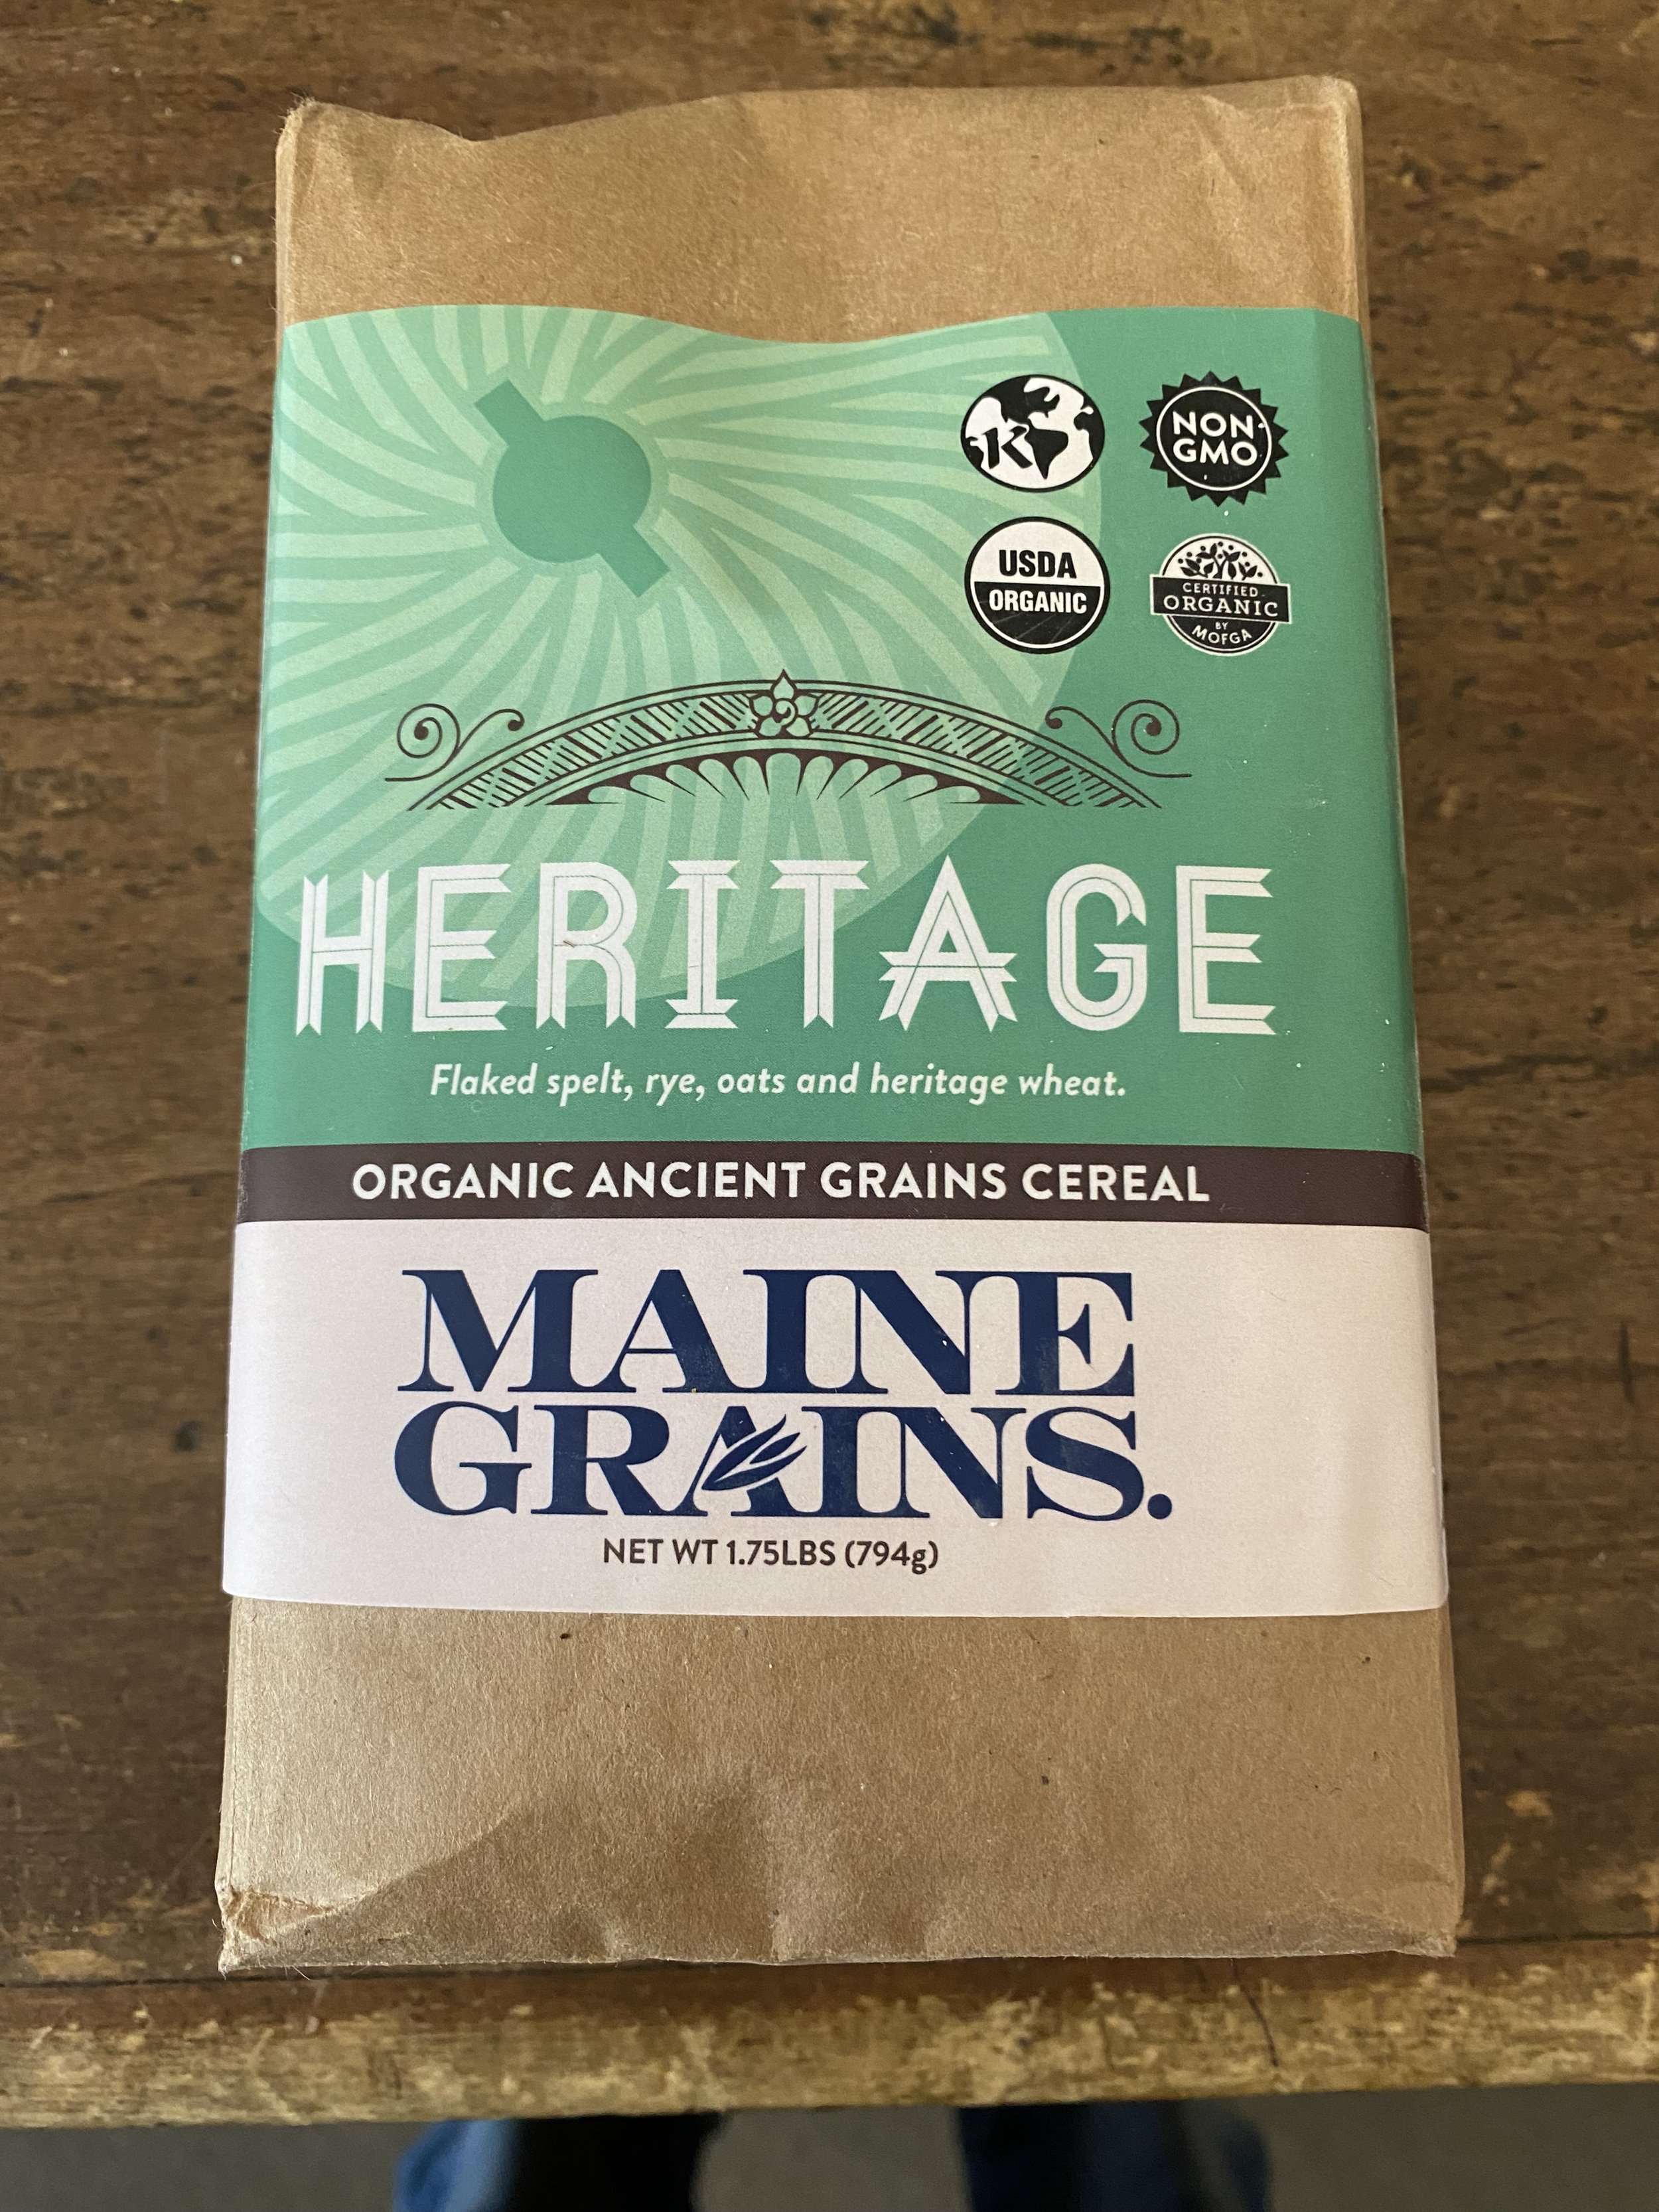 K
NON
GMO
USDA
ORGANIC
CERTIFIED
ORGANIC
BY
MOFGA
HERITAGE
Flaked spelt, rye, oats and heritage wheat.
ORGANIC ANCIENT GRAINS CEREAL
MAINE
GRAINS.
NET WT 1.75LBS (794g)